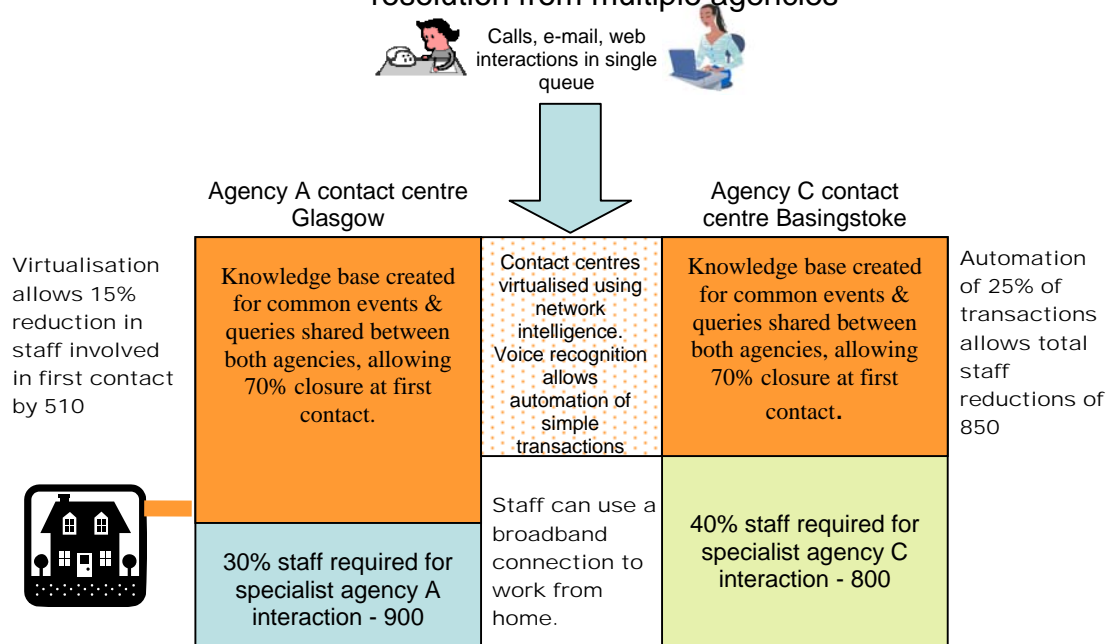 resolution from multiple agencies
Calls, e-mail, web
interactions in single
queue
Agency A contact centre
Glasgow
Agency C contact
centre Basingstoke
Virtualisation
allows 15%
reduction in
staff involved
in first contact
by 510
Knowledge base created
for common events &
queries shared between
both agencies, allowing
70% closure at first
contact.
Contact centres
virtualised using
network
intelligence.
Voice recognition
allows
automation of
simple
transactions
Knowledge base created
for common events &
queries shared between
both agencies, allowing
70% closure at first
contact.
Automation
of 25% of
transactions
allows total
staff
reductions of
850
30% staff required for
specialist agency A
interaction - 900
Staff can use a
broadband
connection to
work from
home.
40% staff required for
specialist agency C
interaction - 800